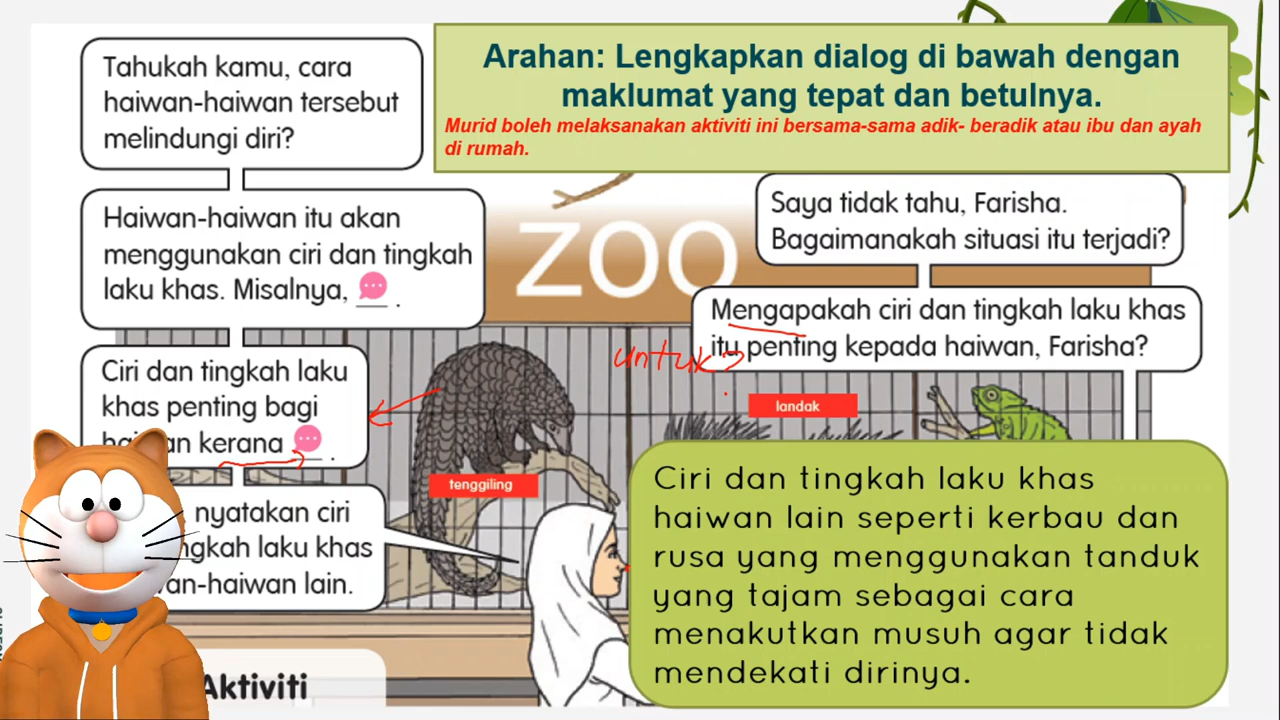 Arahan: Lengkapkan dialog di bawah dengan
maklumat yang tepat dan betulnya.
Murid boleh melaksanakan aktiviti ini bersama-sama adik- beradik atau ibu dan ayah
di rumah.
Tahukah kamu, cara
haiwan-haiwan tersebut
melindungi diri?
Saya tidak tahu, Farisha.
Bagaimanakah situasi itu terjadi?
Haiwan-haiwan itu akan
menggunakan ciri dan tingkah
laku khas. Misalnya, .
ZOO
Mengapakah ciri dan tingkah laku khas
itu penting kepada haiwan, Farisha?
untuk?
Ciri dan tingkah laku
khas penting bagi
kerana .
landak
tenggiling
nyatakan ciri
laku khas
lain.
Ciri dan tingkah laku khas
haiwan lain seperti kerbau dan
rusa yang menggunakan tanduk
yang tajam sebagai cara
menakutkan musuh agar tidak
mendekati dirinya.
Aktiviti